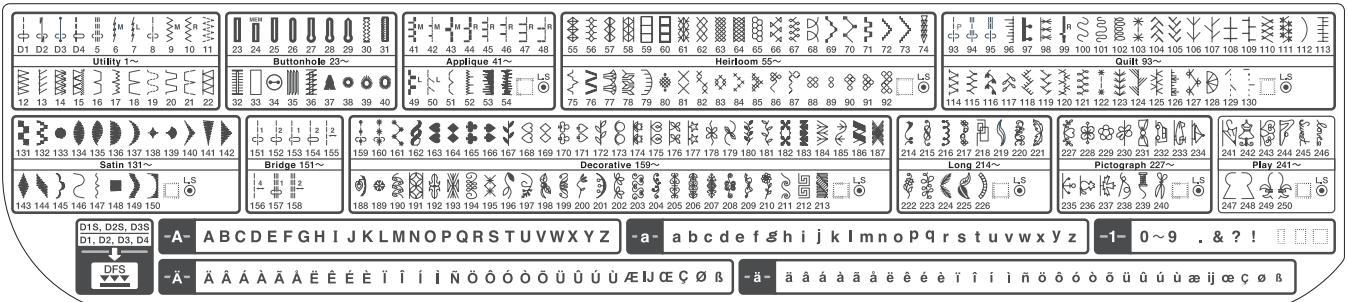 D1 D2 D3 D4 5 6 7 8 9 10 11
Utility 1～
12 13 14 15 16 17 18 19 20 21 22
MEM
23 24 25 26 27 28 29 30 31
Buttonhole 23～
32 33 34 35 36 37 38 39 40
M M R R R
41 42 43 44 45 46 47 48
Applique 41～
49 50 51 52 53 54 LS
55 56 57 58 59 60 61 62 63 64 65 66 67 68 69 70 71 72 73 74
Heirloom 55～
75 76 77 78 79 80 81 82 83 84 85 86 87 88 89 90 91 92 LS
93 94 95 96 97 98 99 100 101 102 103 104 105 106 107 108 109 110 111 112 113
Quilt 93～
114 115 116 117 118 119 120 121 122 123 124 125 126 127 128 129 130 LS
131 132 133 134 135 136 137 138 139 140 141 142
Satin 131～
143 144 145 146 147 148 149 150 LS
151 152 153 154 155
Bridge 151～
156 157 158
159 160 161 162 163 164 165 166 167 168 169 170 171 172 173 174 175 176 177 178 179 180 181 182 183 184 185 186 187
Decorative 159～
188 189 190 191 192 193 194 195 196 197 198 199 200 201 202 203 204 205 206 207 208 209 210 211 212 213 LS
214 215 216 217 218 219 220 221
Long 214～
222 223 224 225 226 LS
227 228 229 230 231 232 233 234
Pictograph 227～
235 236 237 238 239 240 LS
241 242 243 244 245 246
Play 241～
247 248 249 250 LS
D1S, D2S, D3S
D1, D2, D3, D4
DFS
-A- A B C D E F G H I J K L M N O P Q R S T U V W X Y Z
-a- a b c d e f g h i j k l m n o p q r s t u v w x y z
-1- 0～9 . & ? !
-Ä- Ä Â Á À Ã Å Ë Ê É È Ï Î Í Ì Ñ Ö Ô Ó Ò Õ Ü Û Ú Ù Æ IJ Œ Ç Ø ß
-ä- ä â á à ã å ë ê é è ï î í ì ñ ö ô ó ò õ ü û ú ù æ ij œ ç ø ß